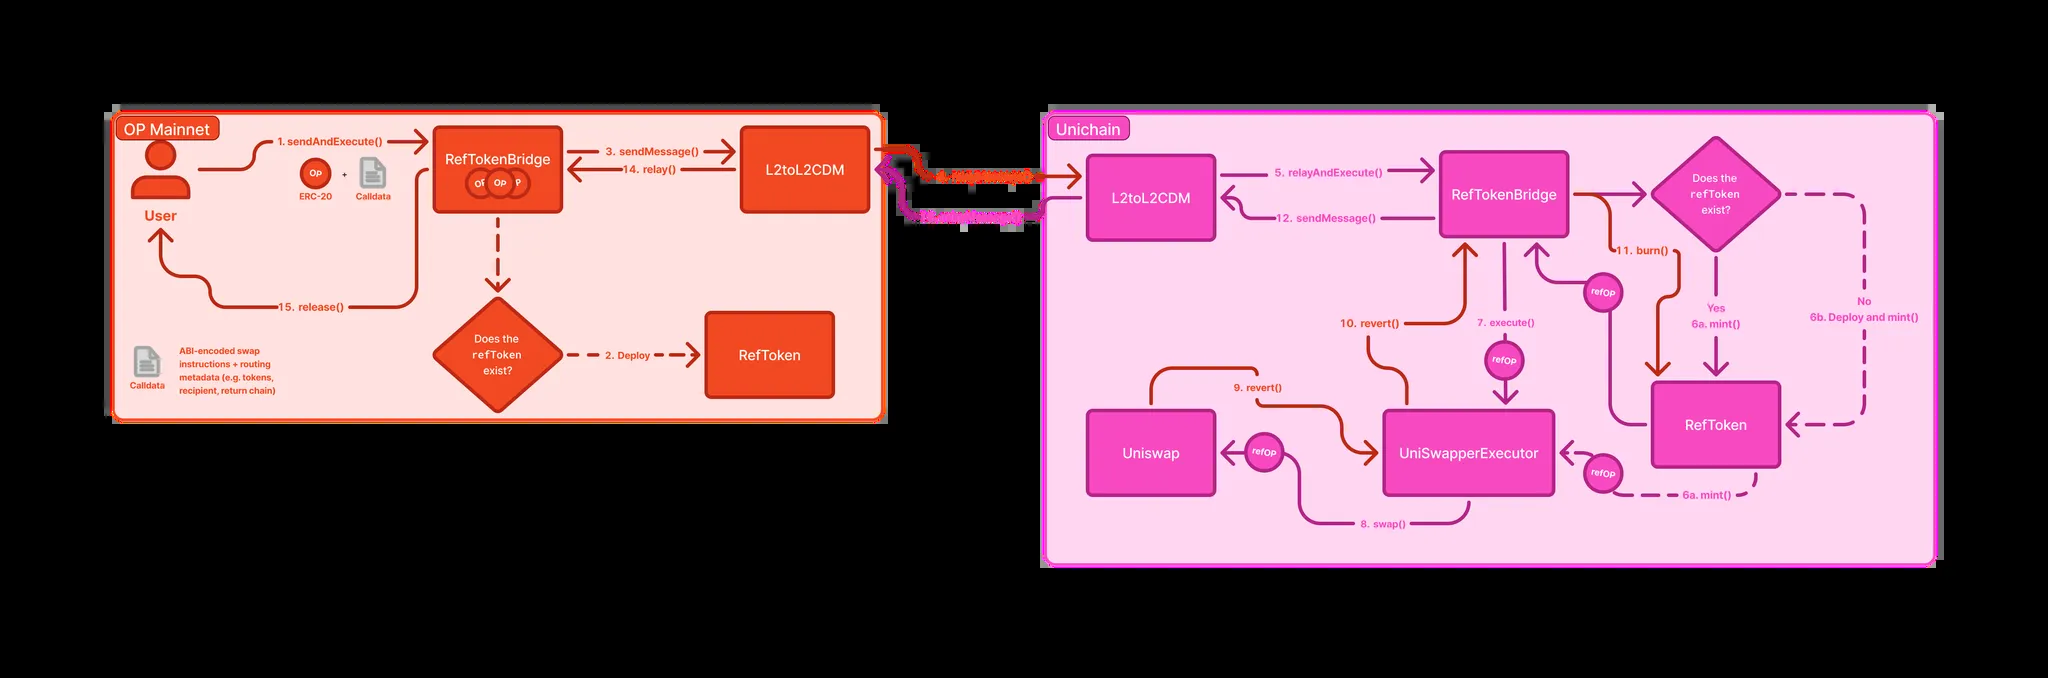 OP Mainnet
1. sendAndExecute()
OP
+
ERC-20
Calldata
User
RefTokenBridge
OP
OP
P
3. sendMessage()
14. relay()
L2toL2CDM
15. release()
Does the
refToken
exist?
2. Deploy
RefToken
Calldata
ABI-encoded swap
instructions + routing
metadata (e.g. tokens,
recipient, return chain)
Unichain
L2toL2CDM
5. relayAndExecute()
12. sendMessage()
RefTokenBridge
Does the
refToken
exist?
11. burn()
refOP
Yes
6a. mint()
No
6b. Deploy and mint()
10. revert()
7. execute()
refOP
9. revert()
Uniswap
refOP
UniSwapperExecutor
RefToken
refOP
6a. mint()
8. swap()